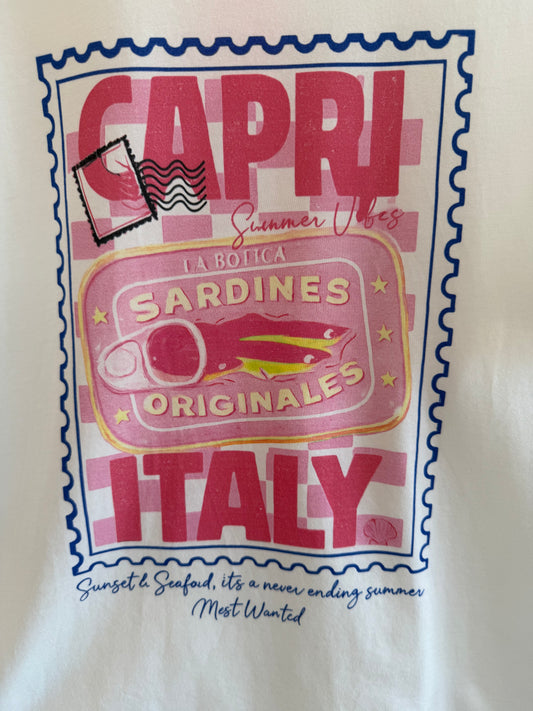 CAPRI
Summer Vibes
LA BOTICA
SARDINES
ORIGINALES
ITALY
Sunset & Seafood, its a never ending summer
Most Wanted